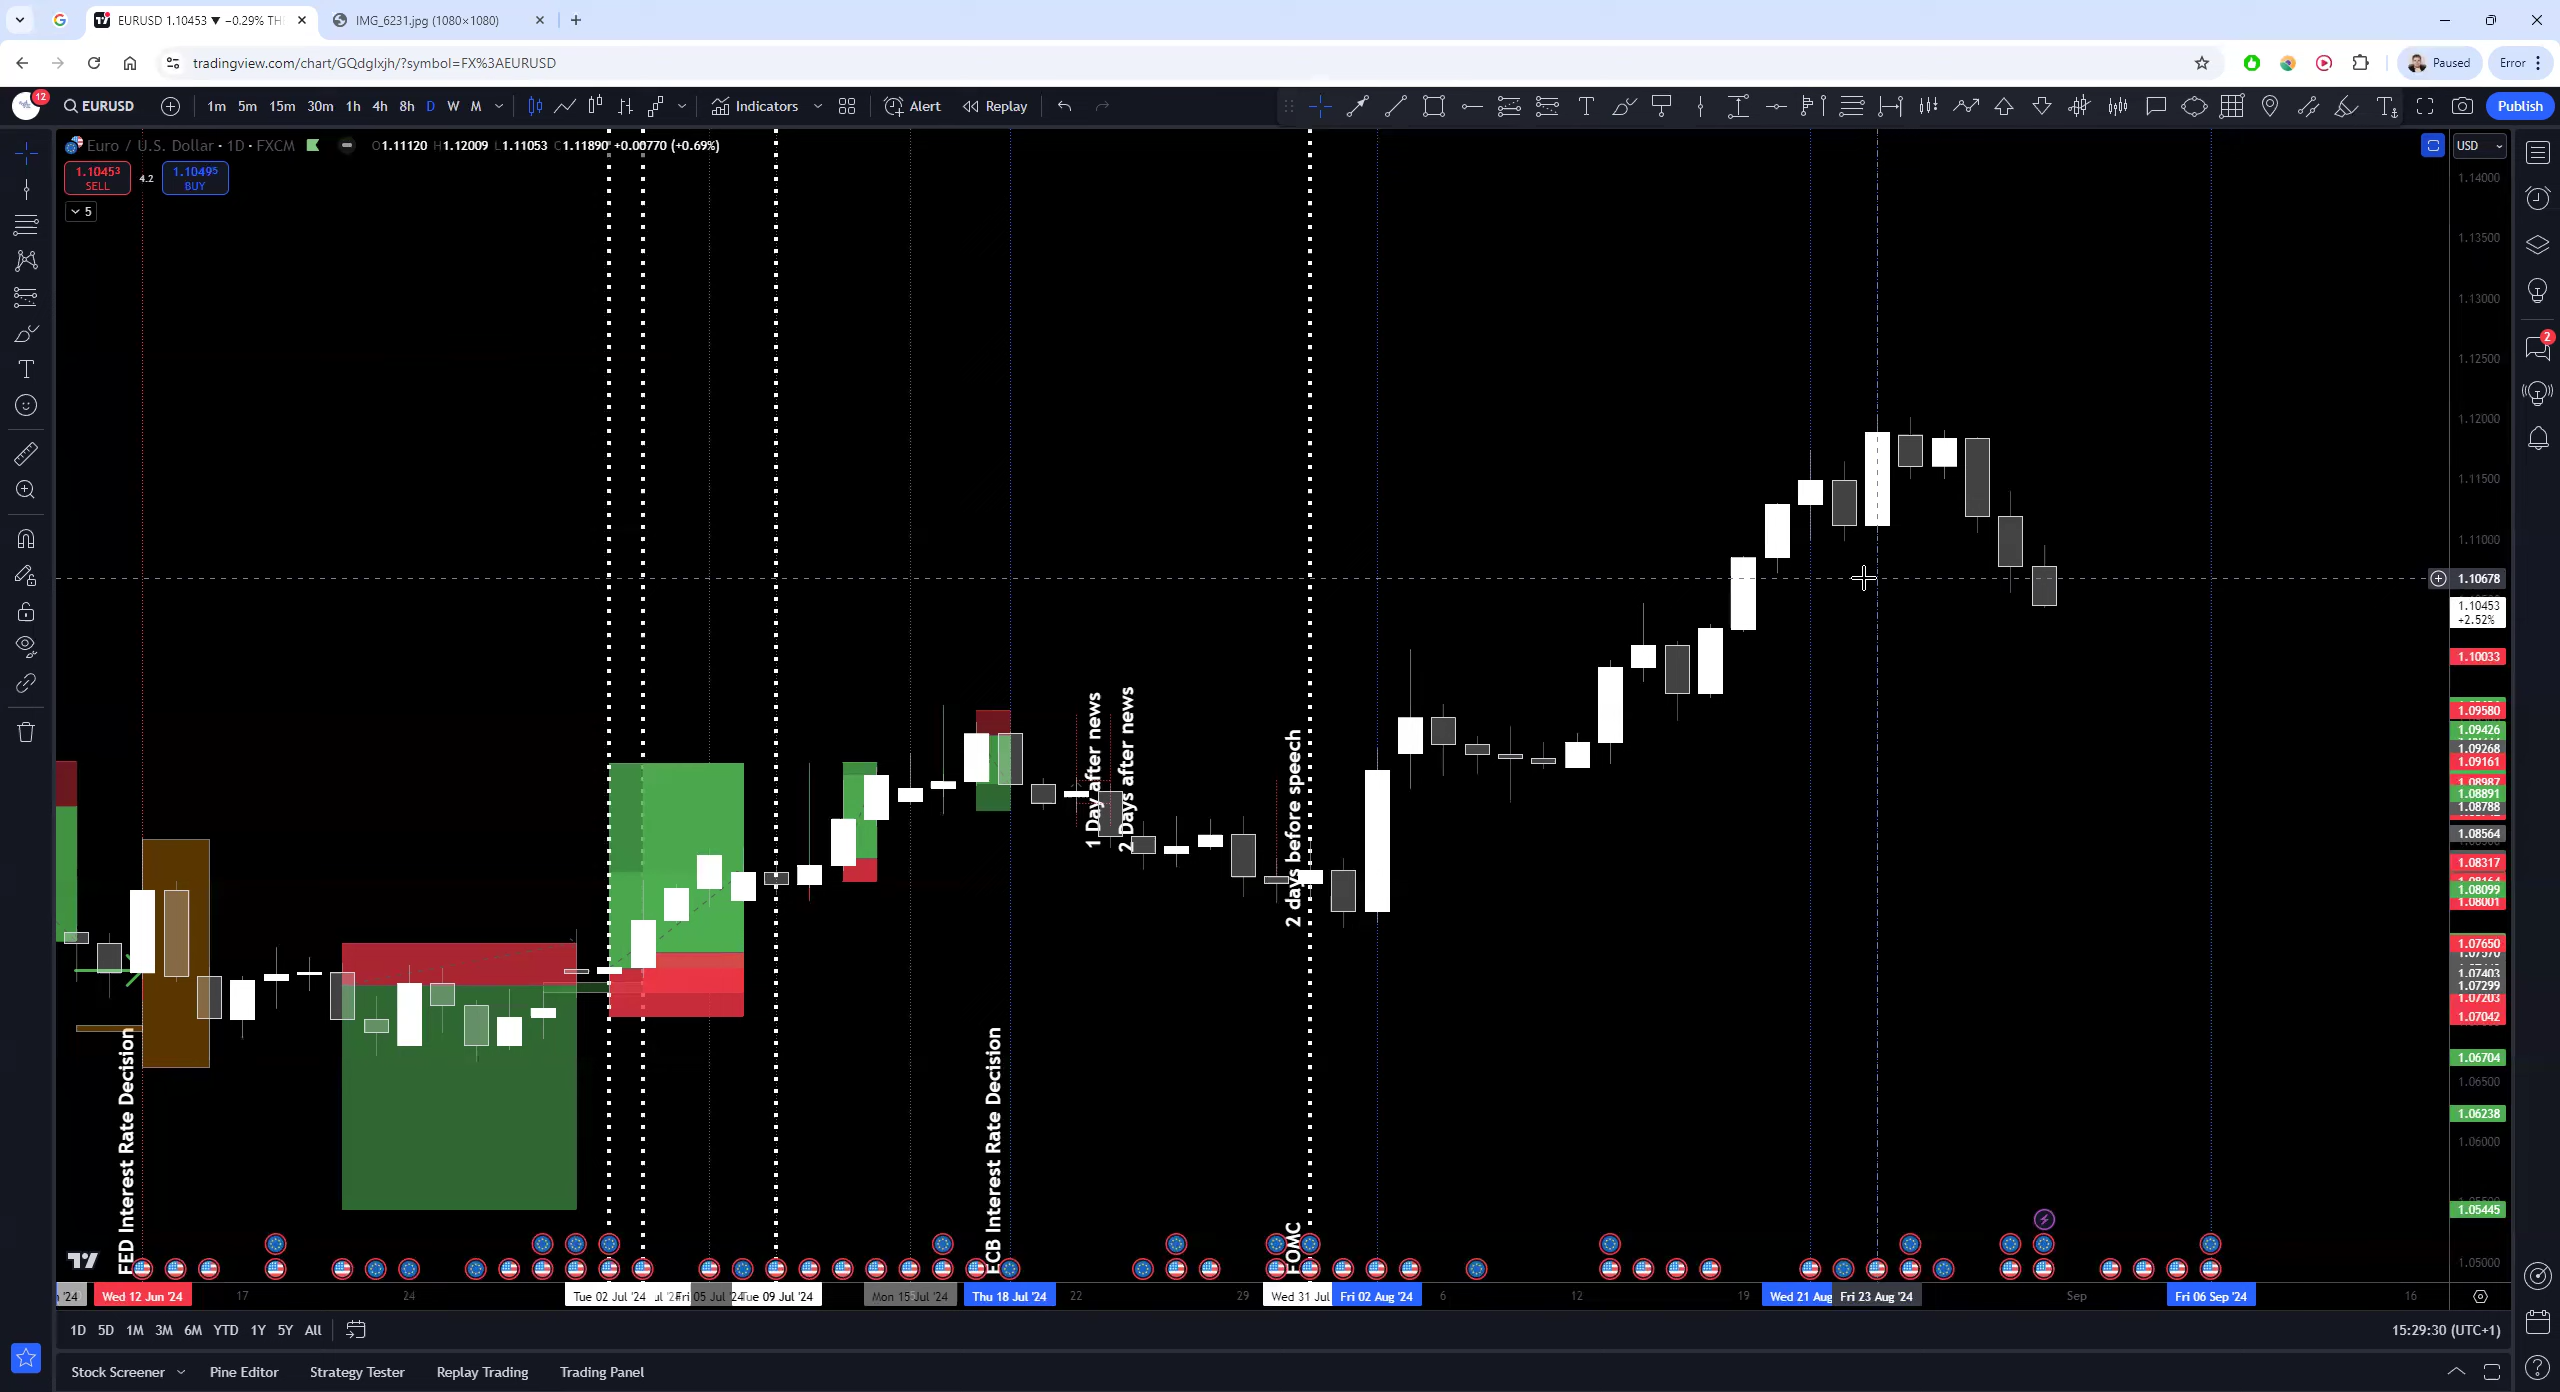 EURUSD 1.10453 ▼ −0.29% TH
IMG_6231.jpg (1080×1080)
tradingview.com/chart/GQdglxjh/?symbol=FX%3AEURUSD
Paused
Error
12
EURUSD
1m 5m 15m 30m 1h 4h 8h D W M
Indicators
Alert
Replay
Publish
Euro / U.S. Dollar · 1D · FXCM
O1.11120 H1.12009 L1.11053 C1.11890 +0.00770 (+0.69%)
USD
1.10453
SELL
4.2
1.10495
BUY
5
1.14000
1.13500
1.13000
1.12500
1.12000
1.11500
1.11000
1.10678
1.10453
+2.52%
1.10033
1.09580
1.09426
1.09268
1.09161
1.08987
1.08891
1.08788
1.08564
1.08317
1.08099
1.08001
1.07650
1.07403
1.07299
1.07203
1.07042
1.06704
1.06500
1.06238
1.06000
1.05445
1.05000
2
FED Interest Rate Decision
ECB Interest Rate Decision
1 Day after news
2 Days after news
2 days before speech
FOMC
'24
Wed 12 Jun '24
17
24
Tue 02 Jul '24
Fri 05 Jul '24
Tue 09 Jul '24
Mon 15 Jul '24
Thu 18 Jul '24
22
29
Wed 31 Jul
Fri 02 Aug '24
6
12
19
Wed 21 Aug
Fri 23 Aug '24
Sep
Fri 06 Sep '24
16
1D 5D 1M 3M 6M YTD 1Y 5Y All
15:29:30 (UTC+1)
Stock Screener
Pine Editor
Strategy Tester
Replay Trading
Trading Panel